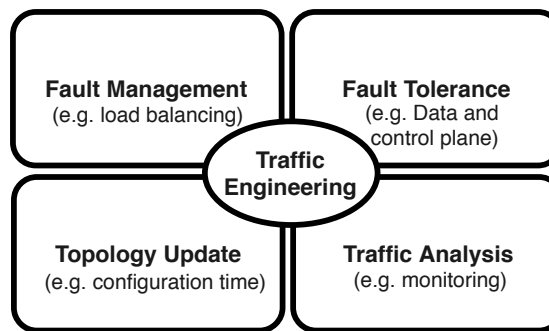 Fault Management
(e.g. load balancing)
Fault Tolerance
(e.g. Data and
control plane)
Traffic
Engineering
Topology Update
(e.g. configuration time)
Traffic Analysis
(e.g. monitoring)